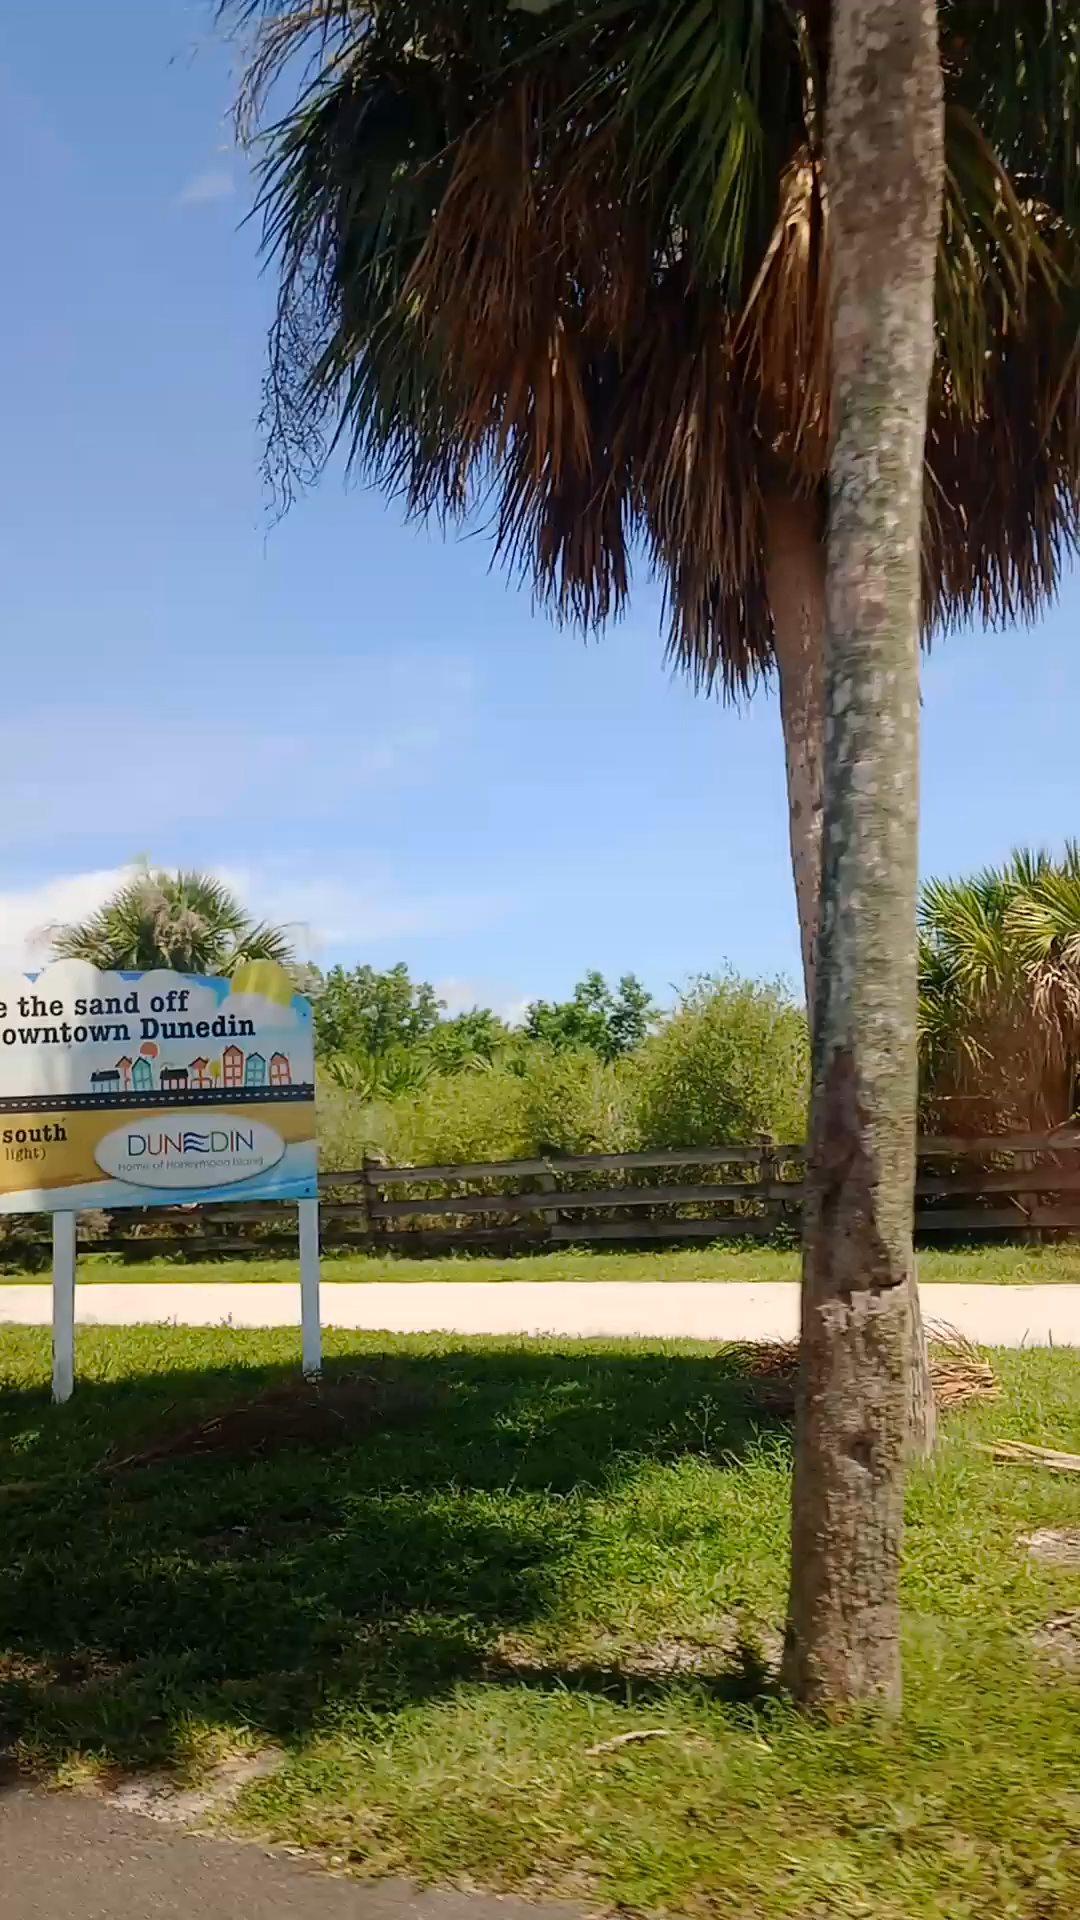 e the sand off
owntown Dunedin
south
light)
DUNEDIN
Home of Honeymoon Island